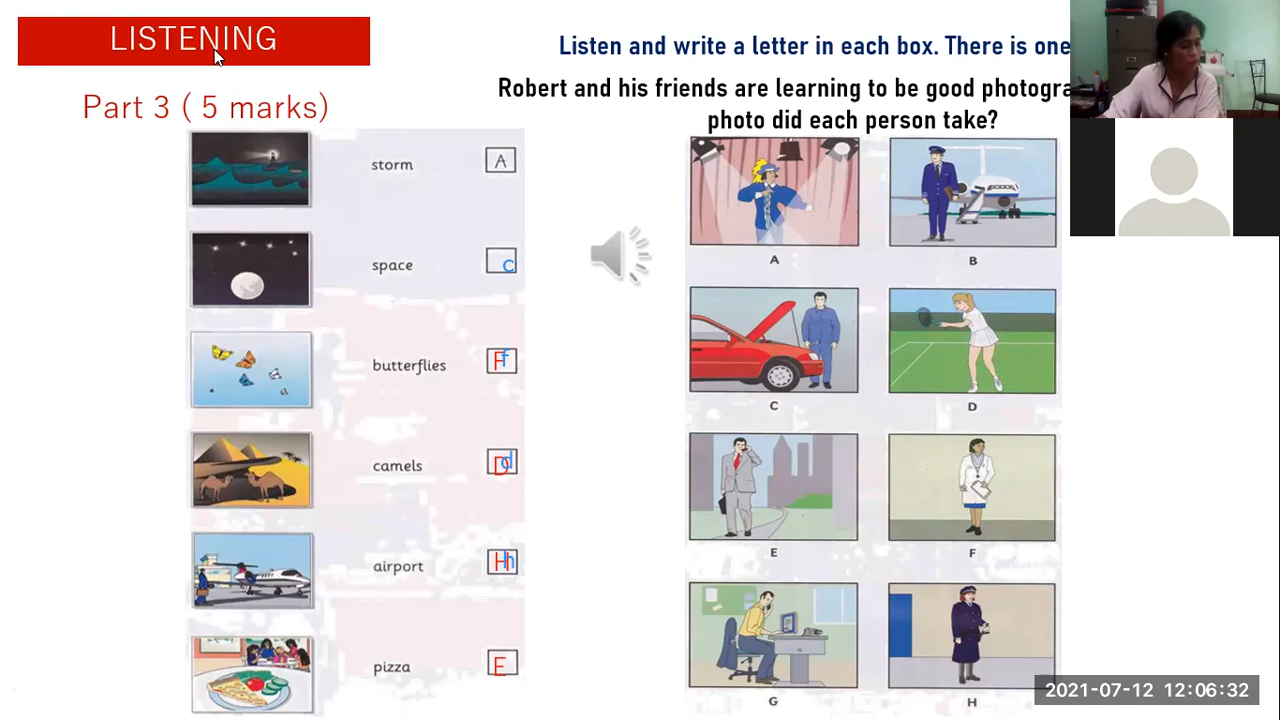 LISTENING
Part 3 ( 5 marks)
Listen and write a letter in each box. There is one
Robert and his friends are learning to be good photogra
photo did each person take?
storm A
space c
butterflies F f
camels D d
airport H h
pizza E
A B
C D
E F
G H
2021-07-12 12:06:32